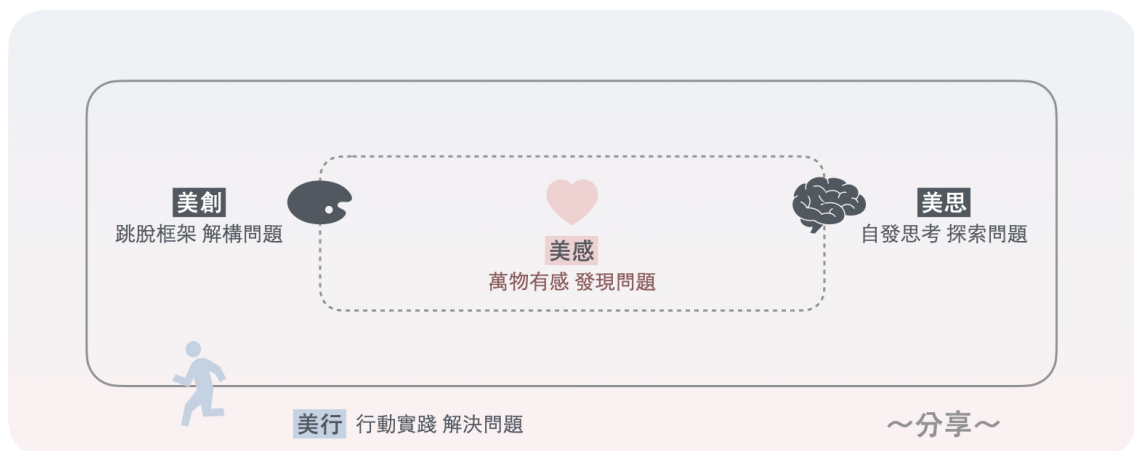 美創
跳脫框架 解構問題
美感
萬物有感 發現問題
美思
自發思考 探索問題
美行 行動實踐 解決問題
～分享～